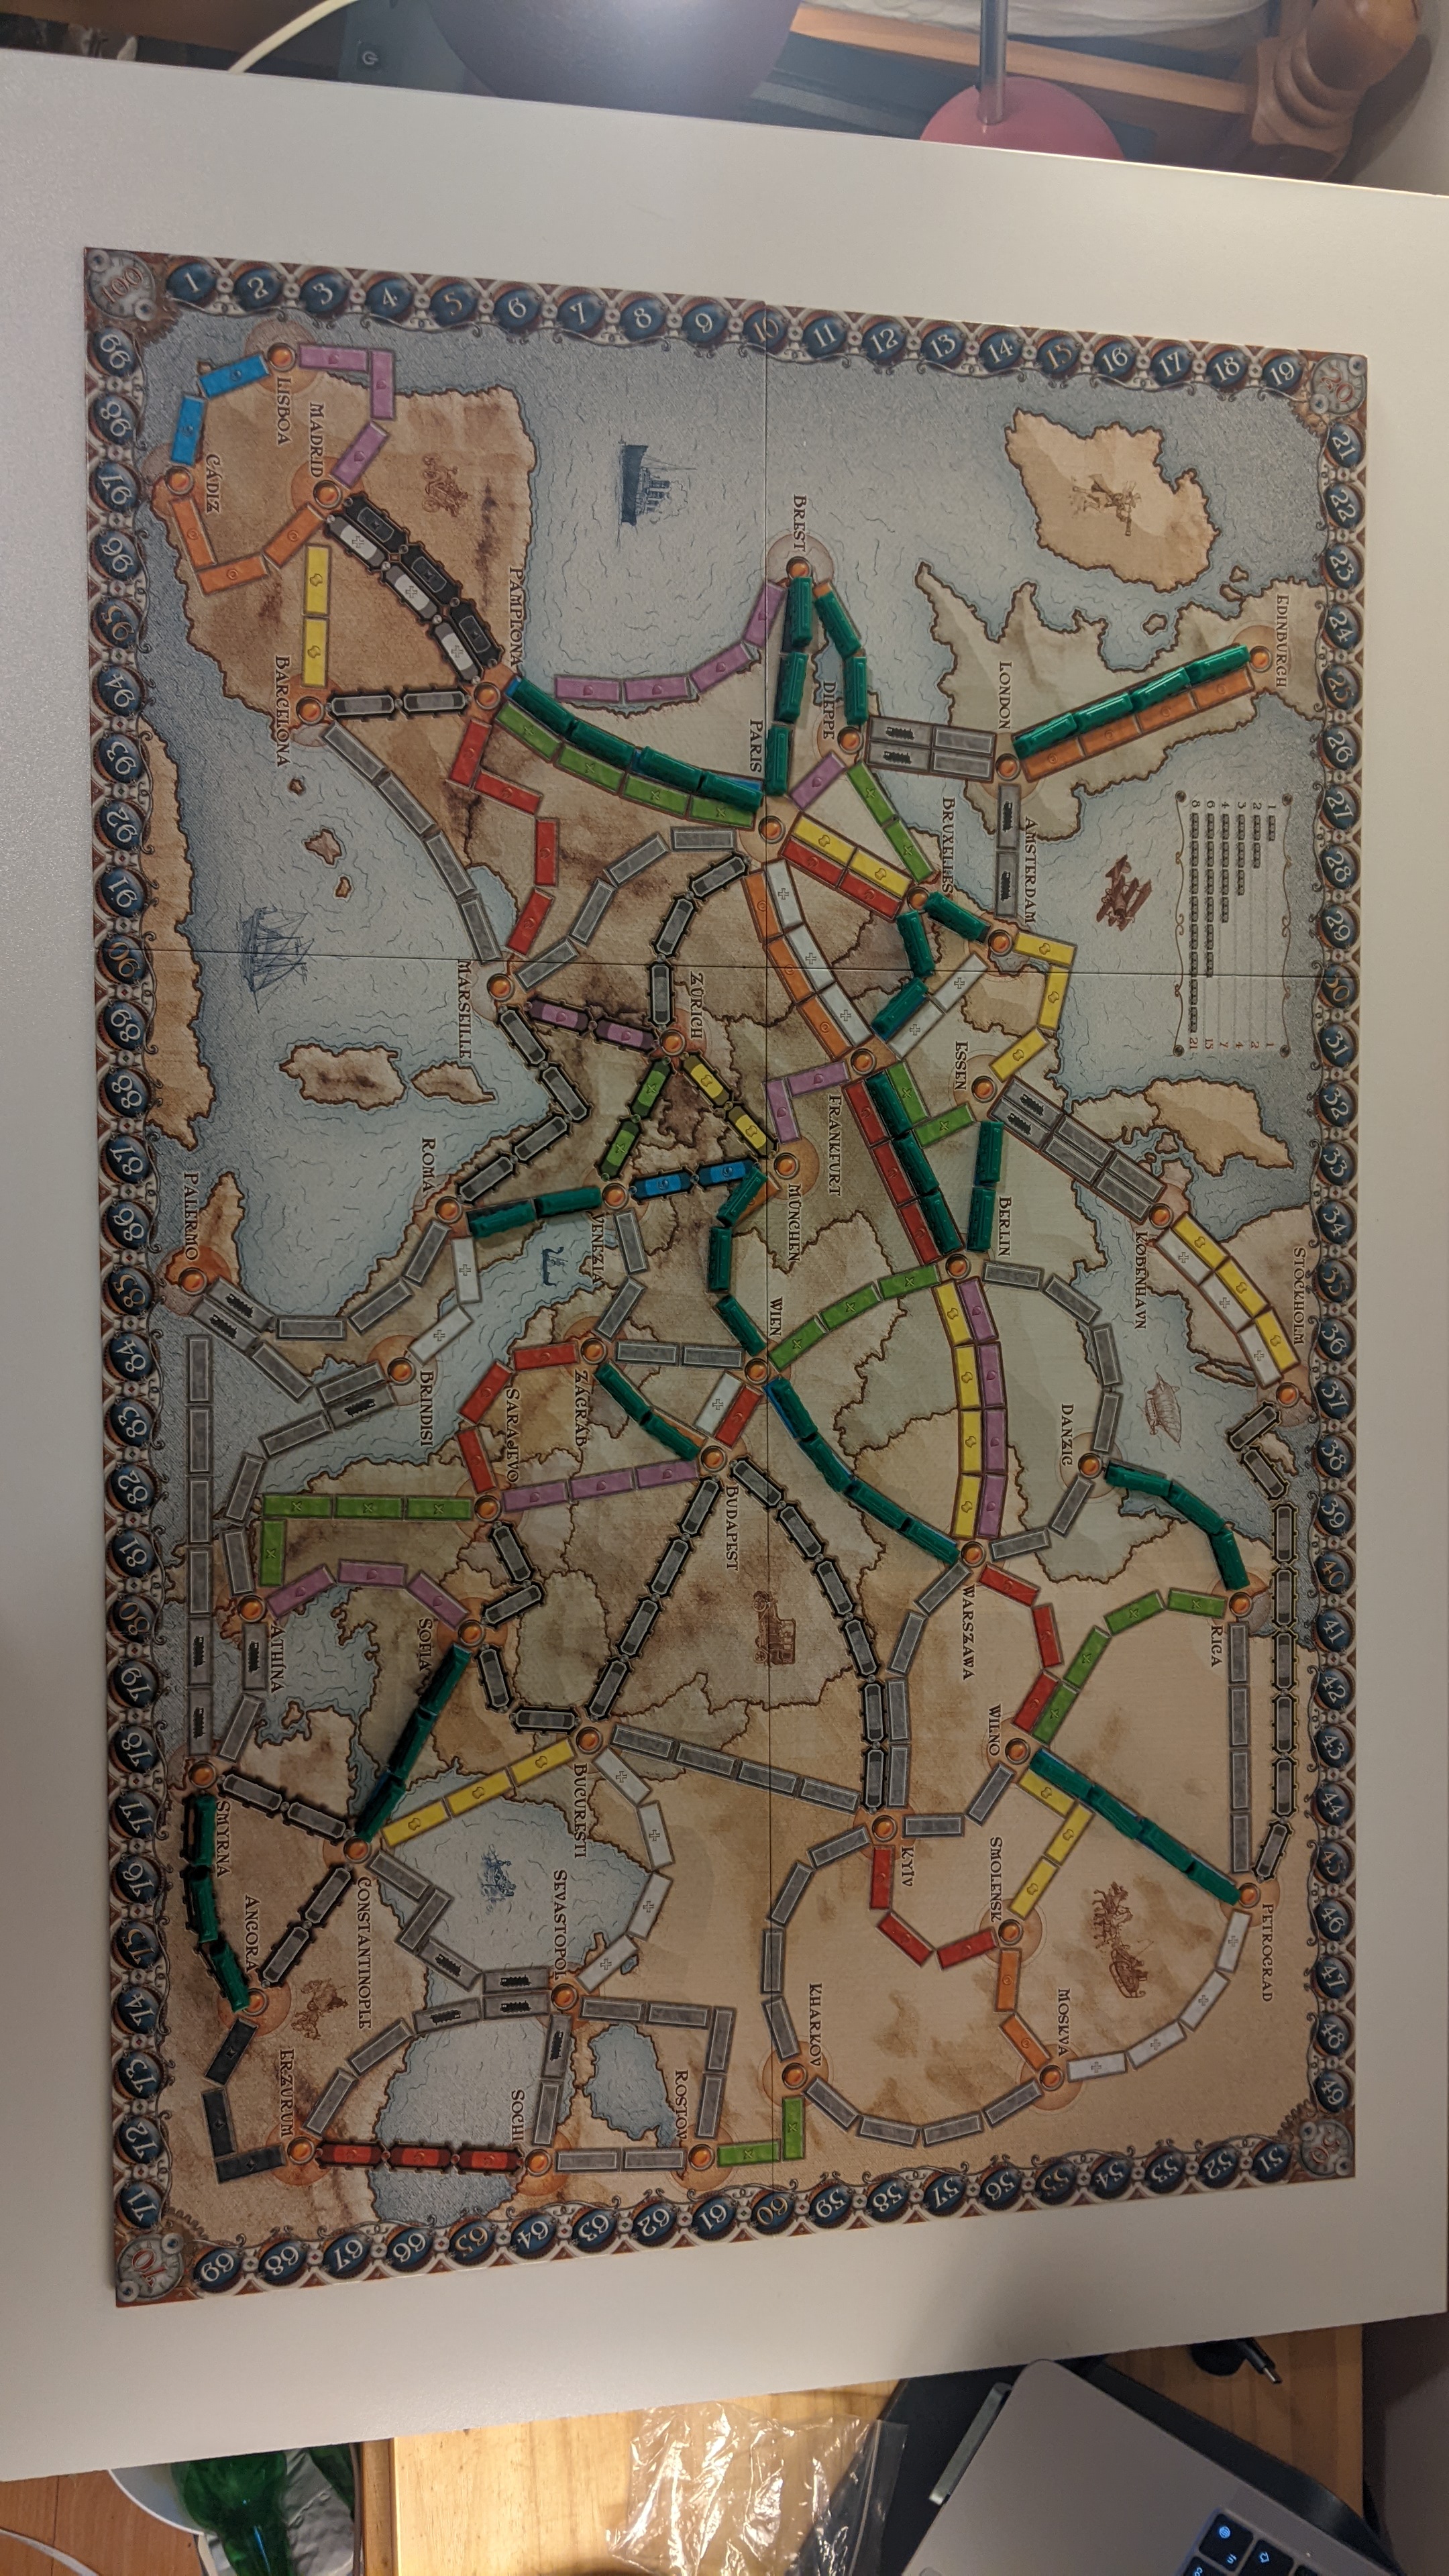 EDINBURGH
LONDON
AMSTERDAM
BRUXELLES
DIEPPE
BREST
PARIS
PAMPLONA
MADRID
LISBOA
CÁDIZ
BARCELONA
MARSEILLE
ZÜRICH
ESSEN
FRANKFURT
MÜNCHEN
BERLIN
KØBENHAVN
STOCKHOLM
ROMA
VENEZIA
PALERMO
BRINDISI
WIEN
ZAGRAB
SARAJEVO
BUDAPEST
DANZIC
WARSZAWA
RICA
WILNO
PETROGRAD
SMOLENSK
MOSKVA
KYÏV
KHARKOV
BUCURESTI
SOFIA
ATHÍNA
SMYRNA
CONSTANTINOPLE
ANGORA
SEVASTOPOL
ERZURUM
SOCHI
ROSTOV
1 1
2 2
3 4
4 7
6 15
8 21
100 1 2 3 4 5 6 7 8 9 10 11 12 13 14 15 16 17 18 19
21 22 23 24 25 26 27 28 29 30 31 32 33 34 35 36 37 38 39 40 41 42 43 44 45 46 47 48 49
51 52 53 54 55 56 57 58 59 60 61 62 63 64 65 66 67 68 69 70
71 72 73 74 75 76 77 78 79 80 81 82 83 84 85 86 87 88 89 90 91 92 93 94 95 96 97 98 99